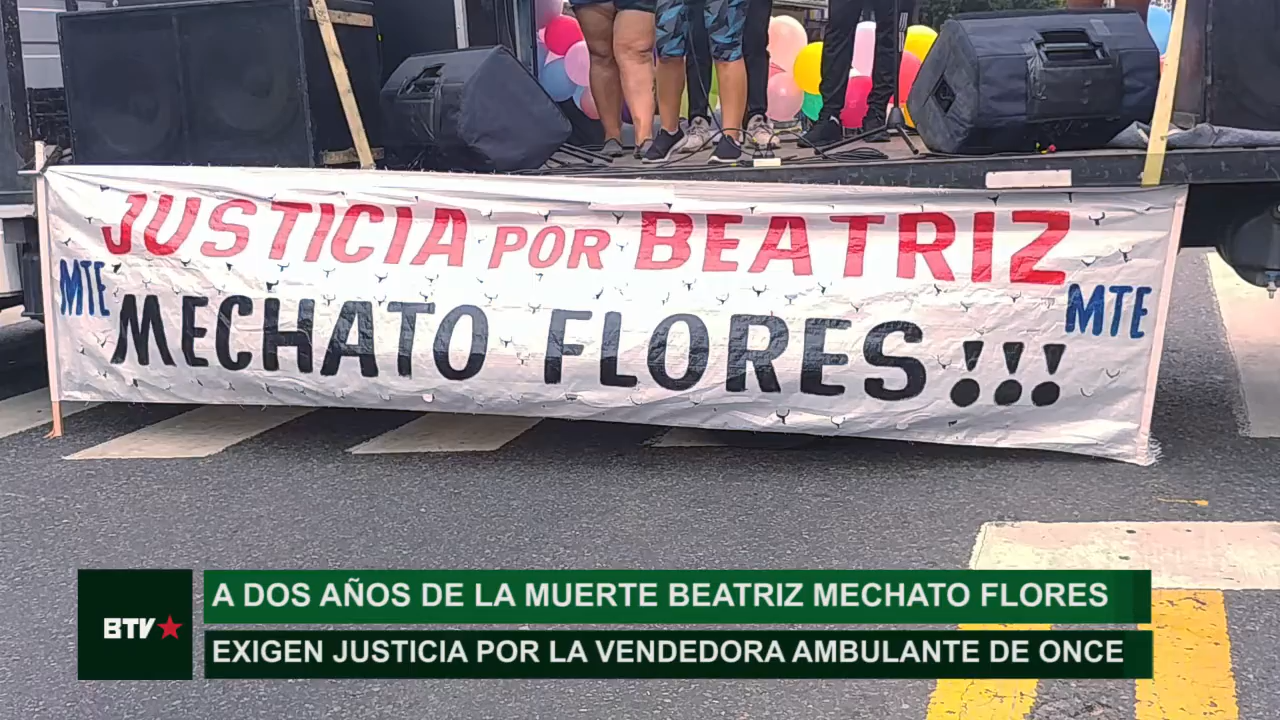 JUSTICIA POR BEATRIZ
MTE
MECHATO FLORES!!!
MTE
BTV
A DOS AÑOS DE LA MUERTE BEATRIZ MECHATO FLORES
EXIGEN JUSTICIA POR LA VENDEDORA AMBULANTE DE ONCE